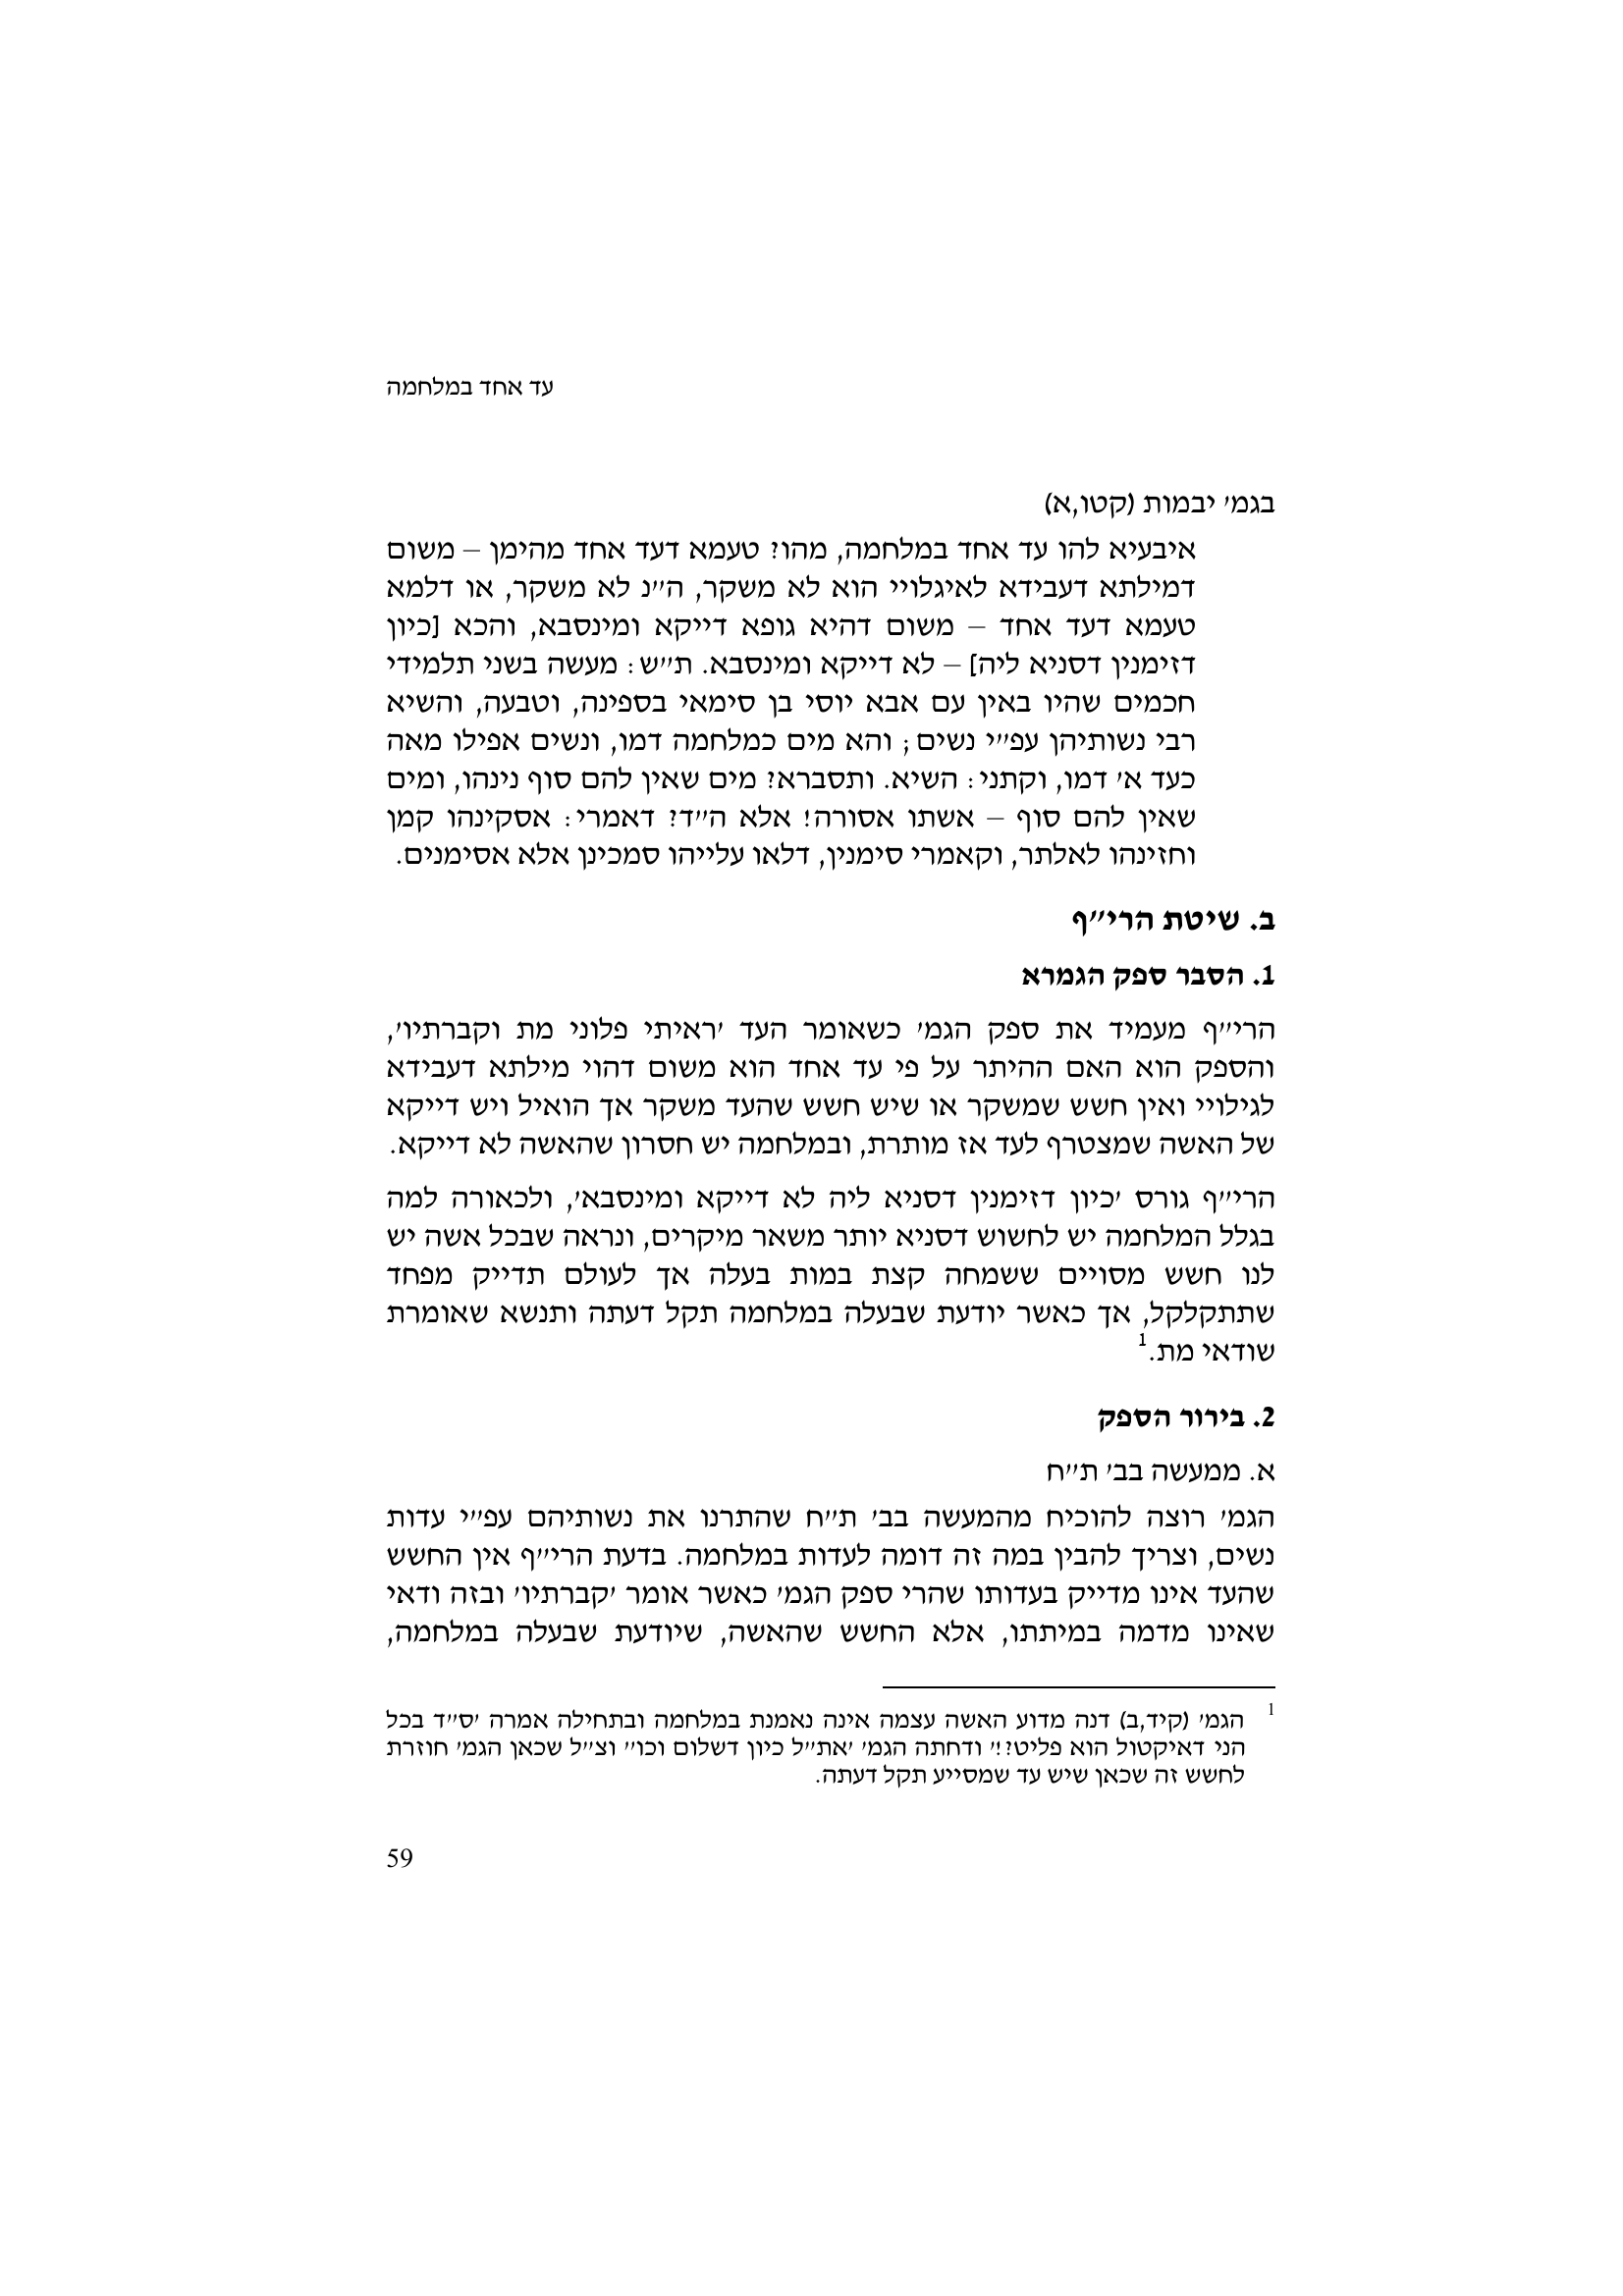 עד אחד במלחמה
בגמ' יבמות (קטו,א)
איבעיא להו עד אחד במלחמה, מהו? טעמא דעד אחד מהימן – משום
דמילתא דעבידא לאיגלויי הוא לא משקר, ה"נ לא משקר, או דלמא
טעמא דעד אחד – משום דהיא גופא דייקא ומינסבא, והכא [כיון
דזימנין דסניא ליה] – לא דייקא ומינסבא. ת"ש: מעשה בשני תלמידי
חכמים שהיו באין עם אבא יוסי בן סימאי בספינה, וטבעה, והשיא
רבי נשותיהן עפ"י נשים; והא מים כמלחמה דמו, ונשים אפילו מאה
כעד א' דמו, וקתני: השיא. ותסברא? מים שאין להם סוף נינהו, ומים
שאין להם סוף – אשתו אסורה! אלא ה"ד? דאמרי: אסקינהו קמן
וחזינהו לאלתר, וקאמרי סימנין, דלאו עלייהו סמכינן אלא אסימנים.
ב. שיטת הרי"ף
1. הסבר ספק הגמרא
הרי"ף מעמיד את ספק הגמ' כשאומר העד 'ראיתי פלוני מת וקברתיו',
והספק הוא האם ההיתר על פי עד אחד הוא משום דהוי מילתא דעבידא
לגילויי ואין חשש שמשקר או שיש חשש שהעד משקר אך הואיל ויש דייקא
של האשה שמצטרף לעד אז מותרת, ובמלחמה יש חסרון שהאשה לא דייקא.
הרי"ף גורס 'כיון דזימנין דסניא ליה לא דייקא ומינסבא', ולכאורה למה
בגלל המלחמה יש לחשוש דסניא יותר משאר מיקרים, ונראה שבכל אשה יש
לנו חשש מסויים ששמחה קצת במות בעלה אך לעולם תדייק מפחד
שתתקלקל, אך כאשר יודעת שבעלה במלחמה תקל דעתה ותנשא שאומרת
שודאי מת.1
2. בירור הספק
א. ממעשה בב' ת"ח
הגמ' רוצה להוכיח מהמעשה בב' ת"ח שהתרנו את נשותיהם עפ"י עדות
נשים, וצריך להבין במה זה דומה לעדות במלחמה. בדעת הרי"ף אין החשש
שהעד אינו מדייק בעדותו שהרי ספק הגמ' כאשר אומר 'קברתיו' ובזה ודאי
שאינו מדמה במיתתו, אלא החשש שהאשה, שיודעת שבעלה במלחמה,
1 הגמ' (קיד,ב) דנה מדוע האשה עצמה אינה נאמנת במלחמה ובתחילה אמרה 'ס"ד בכל
הני דאיקטול הוא פליט?!' ודחתה הגמ' 'את"ל כיון דשלום וכו'' וצ"ל שכאן הגמ' חוזרת
לחשש זה שכאן שיש עד שמסייע תקל דעתה.
59